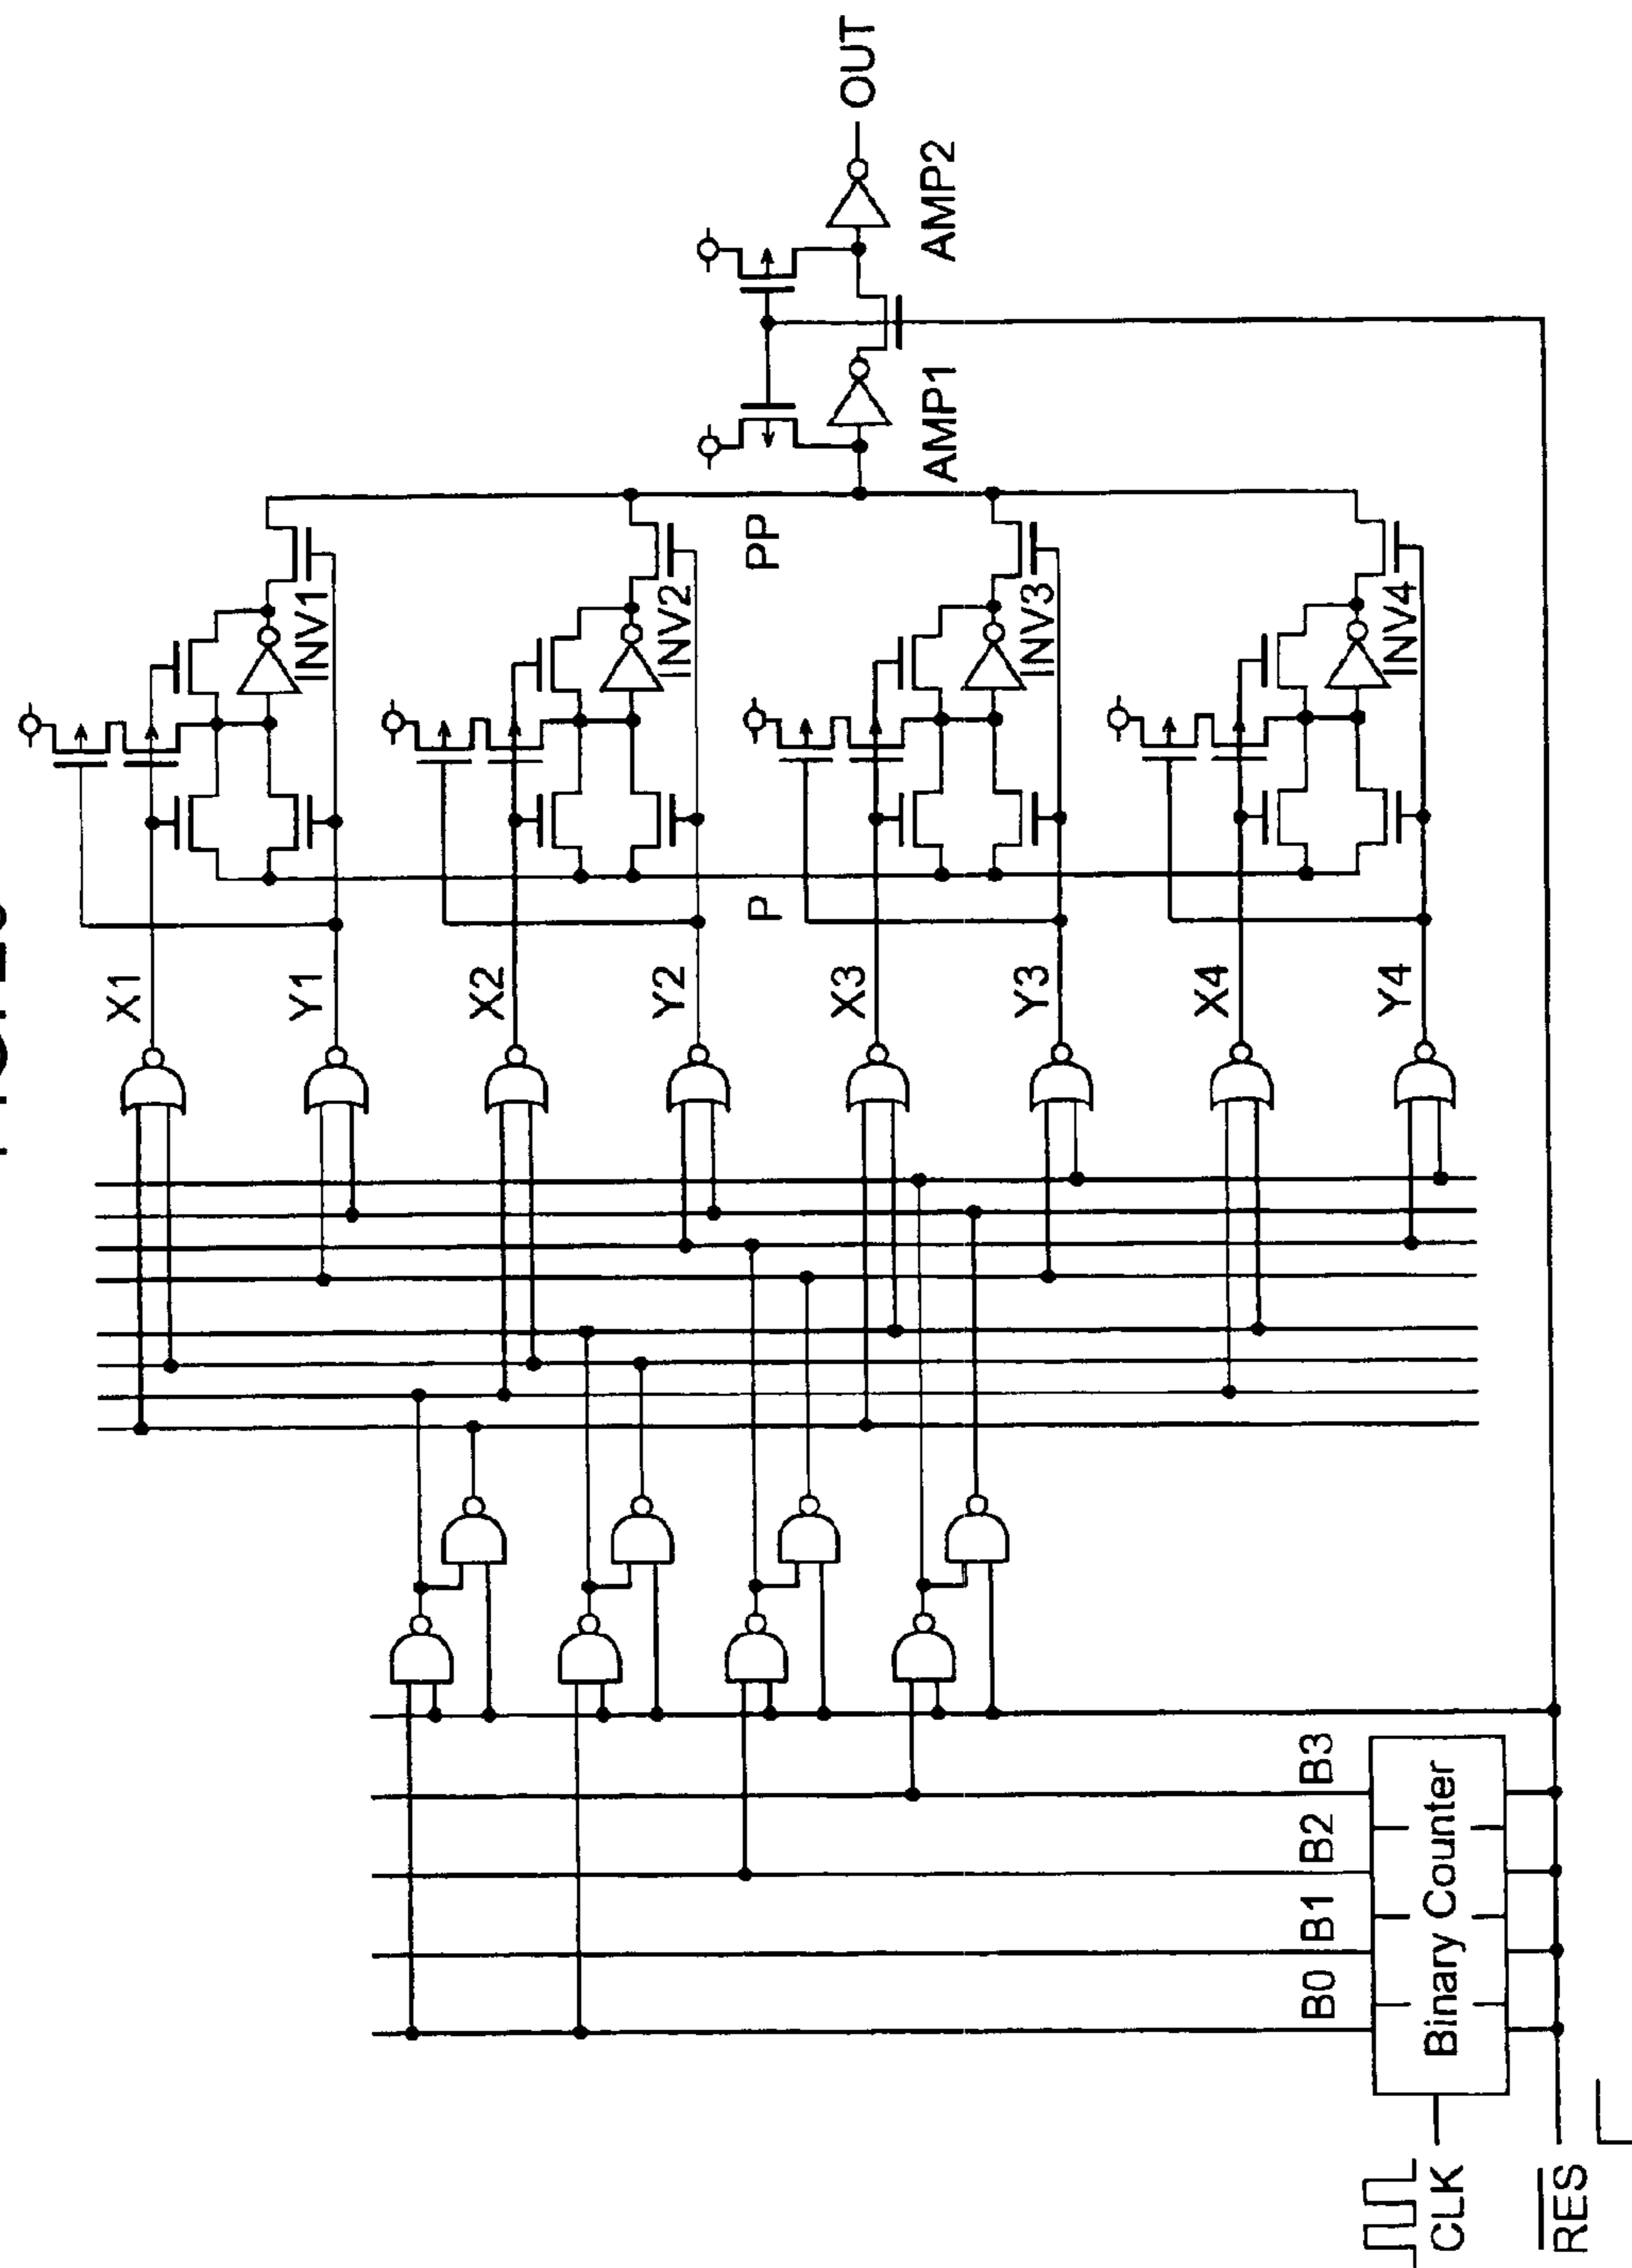 X1
INV1
Y1
X2
INV2
Y2
P
PP
X3
INV3
Y3
X4
INV4
Y4
AMP1
AMP2
OUT
B0
B1
B2
B3
Binary Counter
CLK
RES